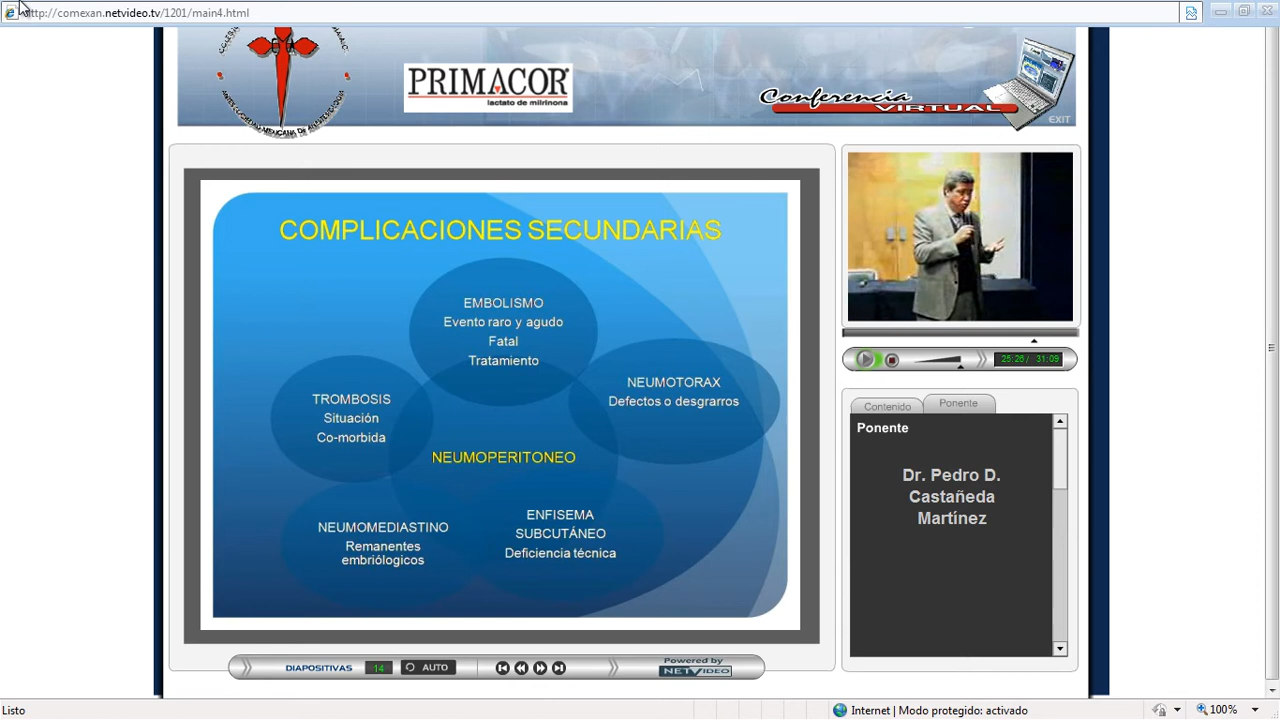 http://comexan.netvideo.tv/1201/main4.html
PRIMACOR
lactato de milrinona
Conferencia
VIRTUAL
EXIT
COMPLICACIONES SECUNDARIAS
EMBOLISMO
Evento raro y agudo
Fatal
Tratamiento
NEUMOTORAX
Defectos o desgrarros
TROMBOSIS
Situación
Co-morbida
NEUMOPERITONEO
NEUMOMEDIASTINO
Remanentes
embriólogicos
ENFISEMA
SUBCUTÁNEO
Deficiencia técnica
25:26 / 31:09
Contenido
Ponente
Ponente
Dr. Pedro D.
Castañeda
Martínez
DIAPOSITIVAS
14
AUTO
Powered by
NETVIDEO
Listo
Internet | Modo protegido: activado
100%